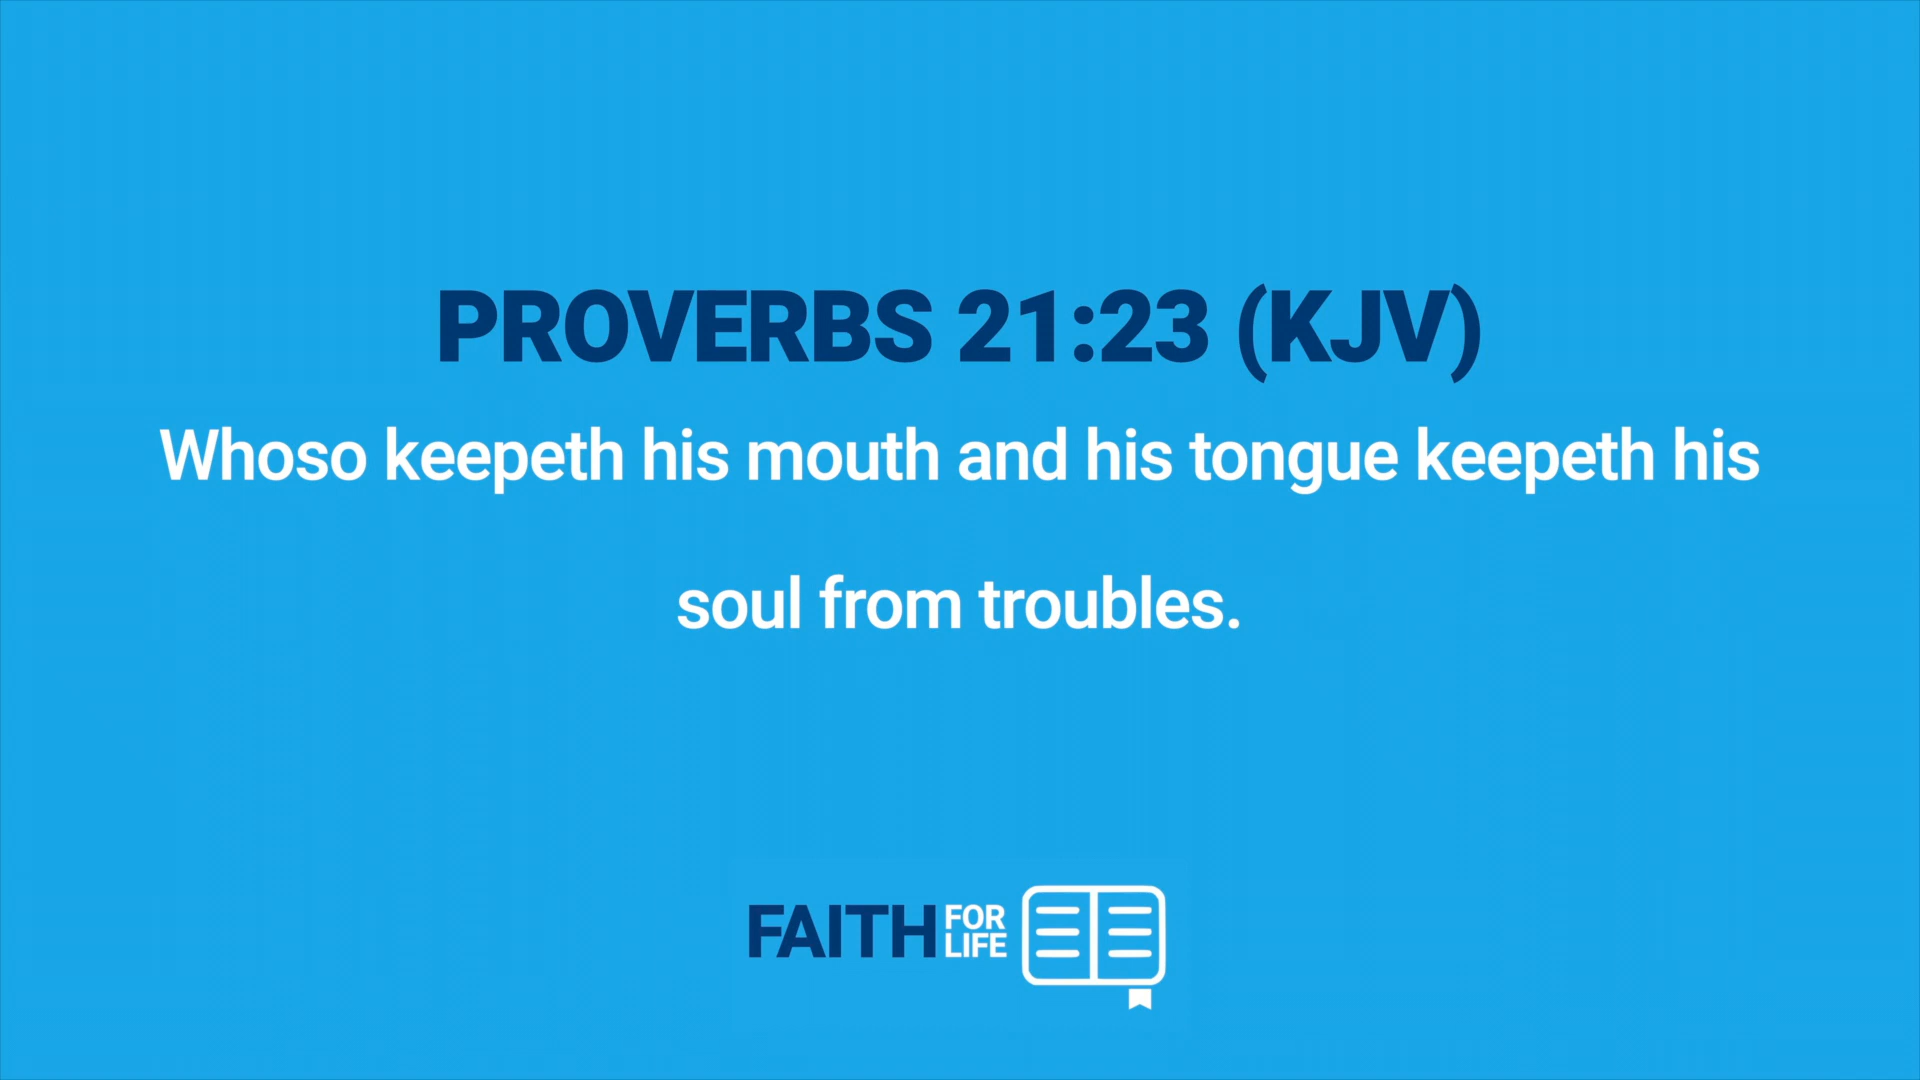 PROVERBS 21:23 (KJV)
Whoso keepeth his mouth and his tongue keepeth his
soul from troubles.
FAITH FOR
LIFE